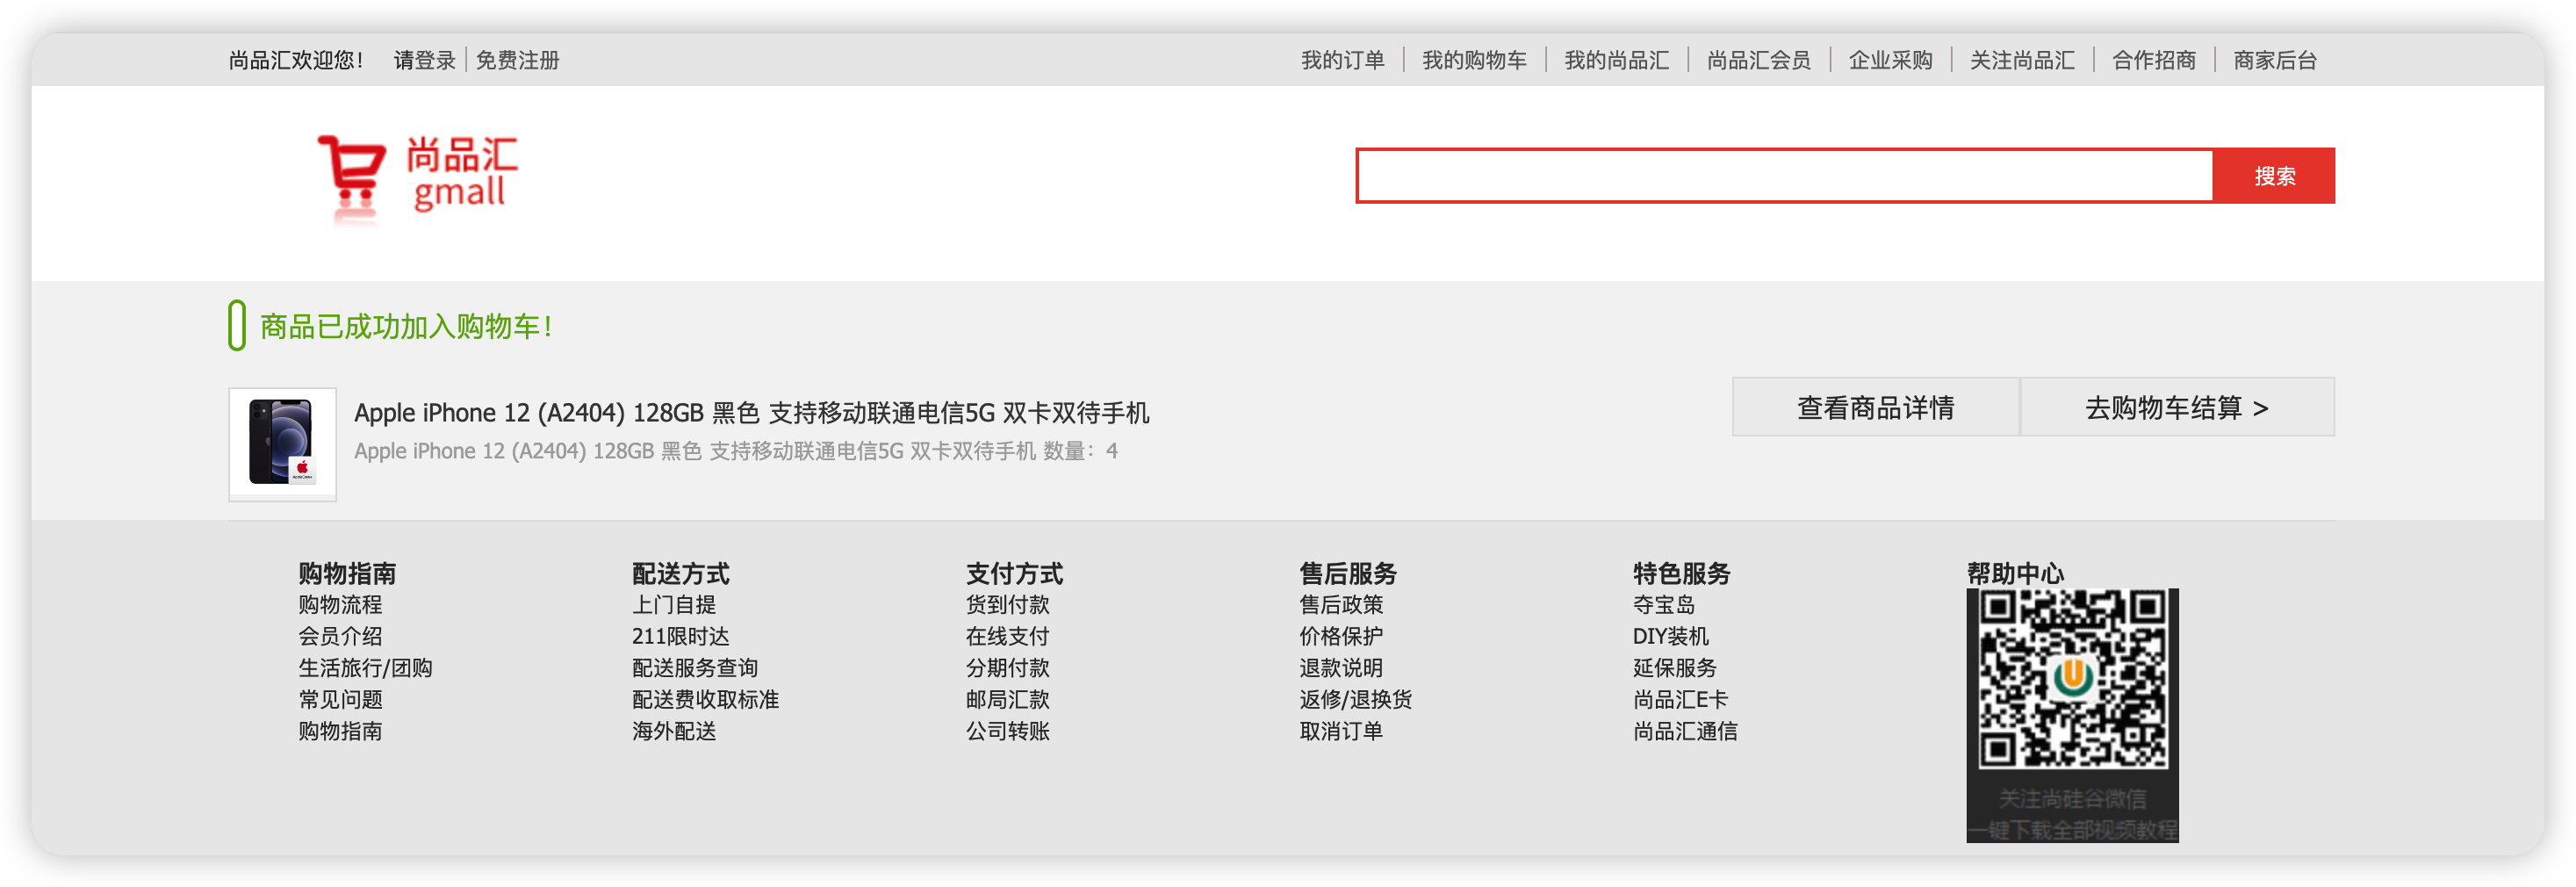 尚品汇欢迎您! 请登录 免费注册 我的订单 我的购物车 我的尚品汇 尚品汇会员 企业采购 关注尚品汇 合作招商 商家后台
尚品汇
gmall
搜索
商品已成功加入购物车!
Apple iPhone 12 (A2404) 128GB 黑色 支持移动联通电信5G 双卡双待手机
Apple iPhone 12 (A2404) 128GB 黑色 支持移动联通电信5G 双卡双待手机 数量：4
查看商品详情 去购物车结算 >
购物指南
购物流程
会员介绍
生活旅行/团购
常见问题
购物指南
配送方式
上门自提
211限时达
配送服务查询
配送费收取标准
海外配送
支付方式
货到付款
在线支付
分期付款
邮局汇款
公司转账
售后服务
售后政策
价格保护
退款说明
返修/退换货
取消订单
特色服务
夺宝岛
DIY装机
延保服务
尚品汇E卡
尚品汇通信
帮助中心
关注尚硅谷微信
一键下载全部视频教程